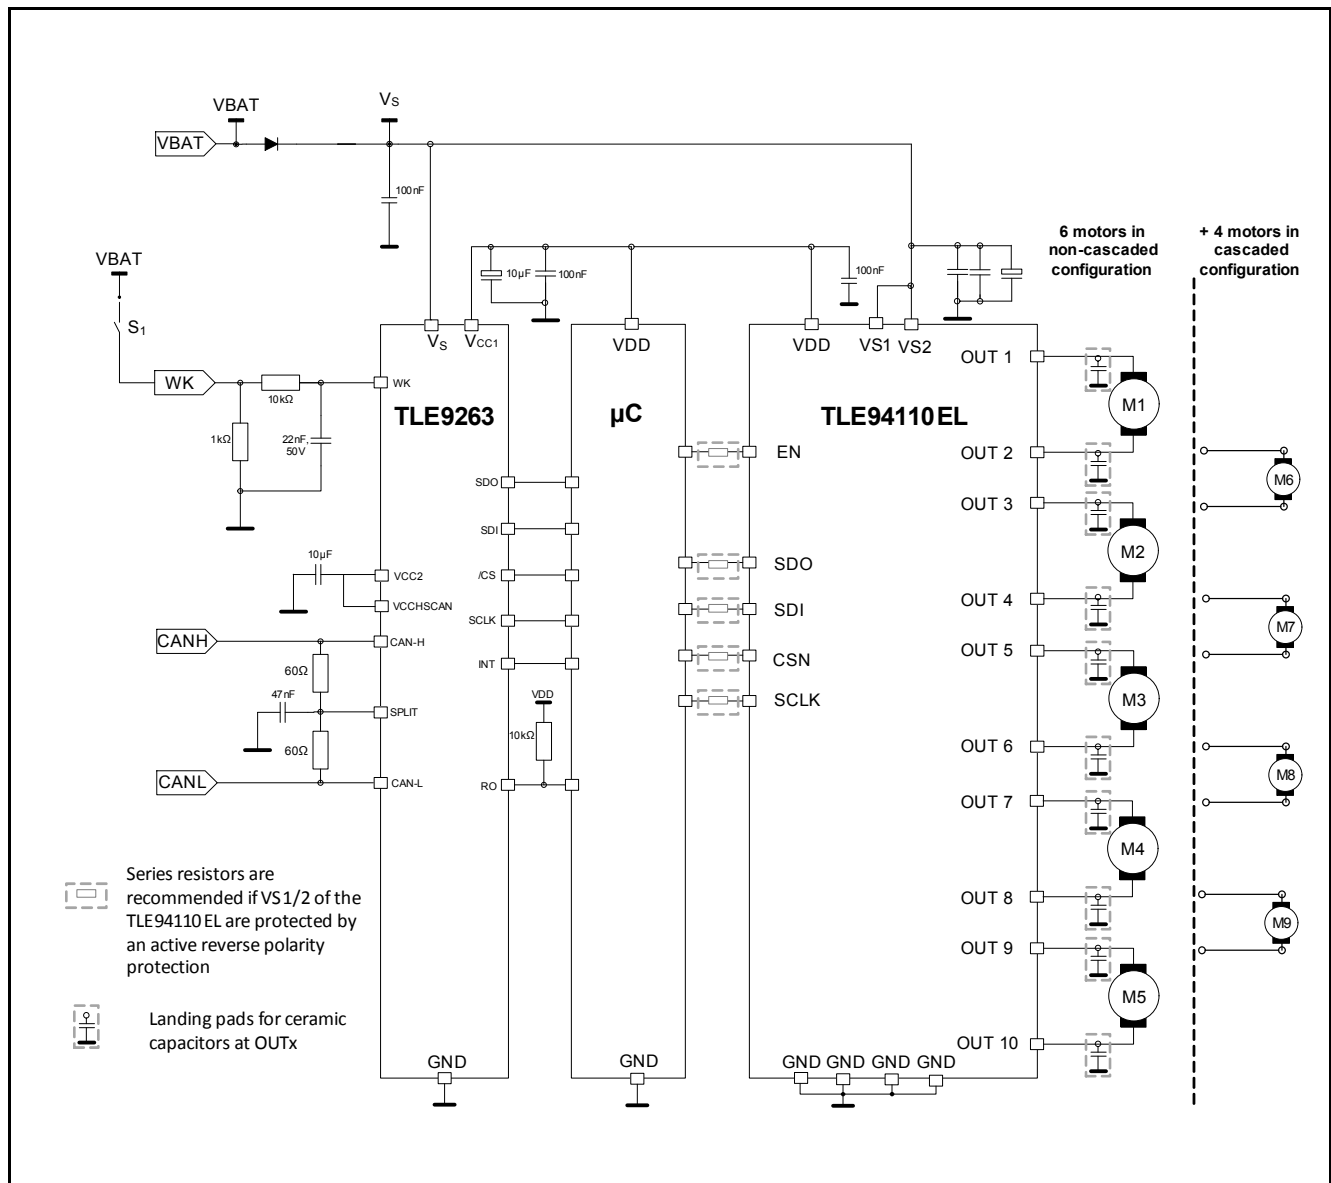 VBAT
VS
VBAT
100nF
6 motors in
non-cascaded
configuration
+ 4 motors in
cascaded
configuration
VBAT
10µF
100nF
100nF
S1
VS
VCC1
VDD
VDD
VS1
VS2
OUT 1
WK
10kΩ
WK
TLE9263
µC
TLE94110 EL
M1
1kΩ
22nF,
50V
EN
OUT 2
SDO
M6
OUT 3
SDI
M2
10µF
VCC2
/CS
SDO
VCCHSCAN
SCLK
SDI
OUT 4
M7
CANH
CAN-H
INT
CSN
OUT 5
60Ω
47nF
SPLIT
VDD
SCLK
M3
60Ω
10kΩ
OUT 6
CANL
CAN-L
RO
M8
OUT 7
M4
Series resistors are
recommended if VS1/2 of the
TLE94110 EL are protected by
an active reverse polarity
protection
OUT 8
M9
OUT 9
M5
Landing pads for ceramic
capacitors at OUTx
OUT 10
GND
GND
GND GND GND GND